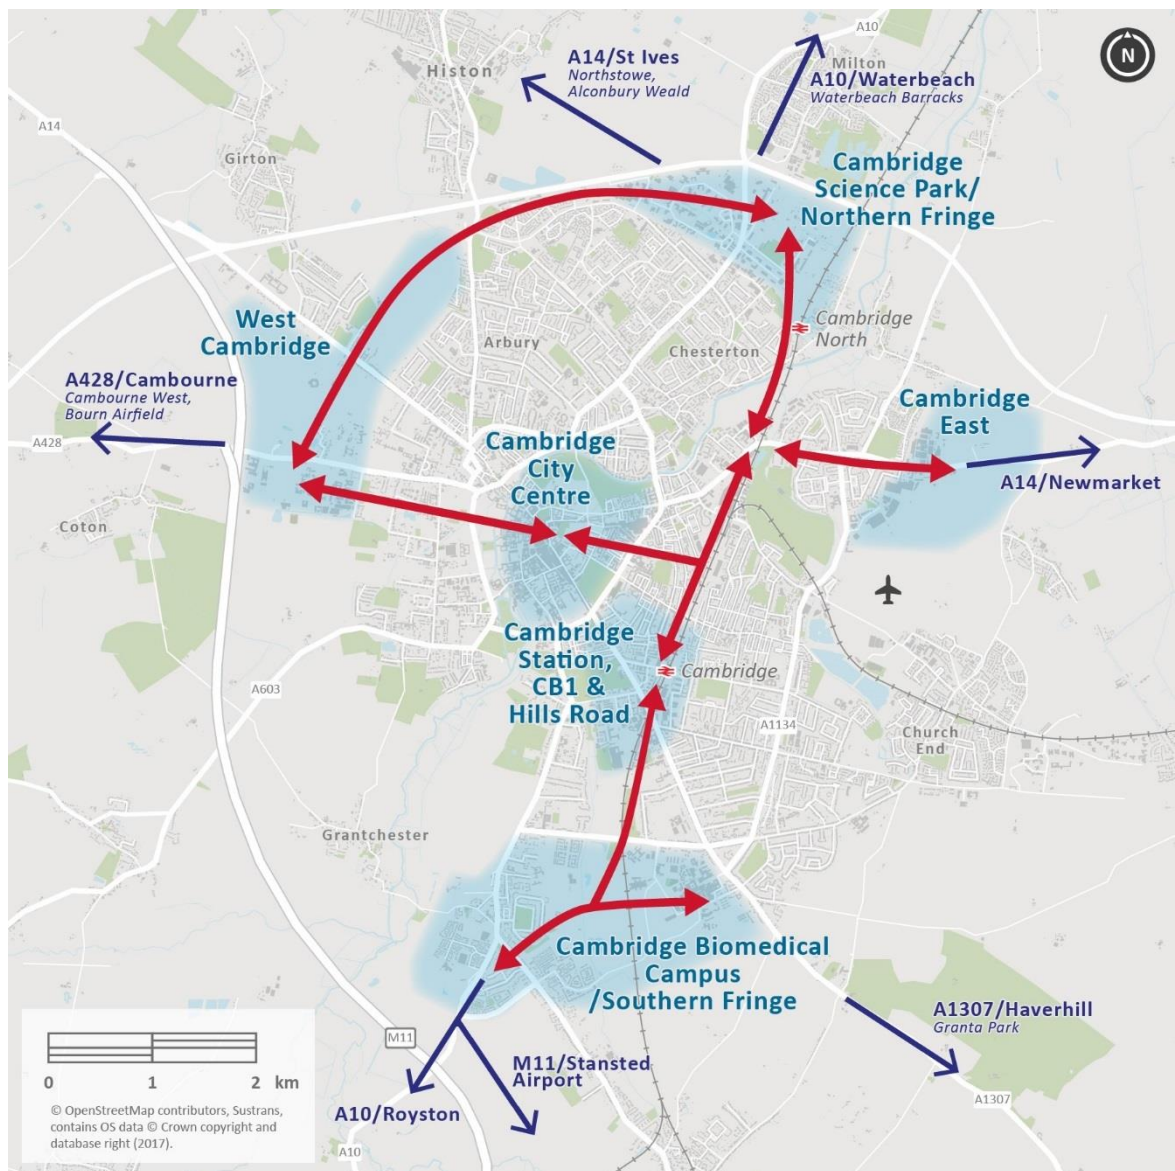 A10
N
A14/St Ives
Northstowe,
Alconbury Weald
Histon
Milton
A10/Waterbeach
Waterbeach Barracks
A14
Girton
Cambridge
Science Park/
Northern Fringe
West
Cambridge
Arbury
Chesterton
Cambridge
North
A428/Cambourne
Cambourne West,
Bourn Airfield
A428
Cambridge
East
Cambridge
City
Centre
A14/Newmarket
Coton
Cambridge
Station,
CB1 &
Hills Road
Cambridge
A603
A1134
Church
End
Grantchester
Cambridge Biomedical
Campus
/Southern Fringe
A1307/Haverhill
Granta Park
M11
M11/Stansted
Airport
A10/Royston
A1307
A10
0 1 2 km
© OpenStreetMap contributors, Sustrans,
contains OS data © Crown copyright and
database right (2017).